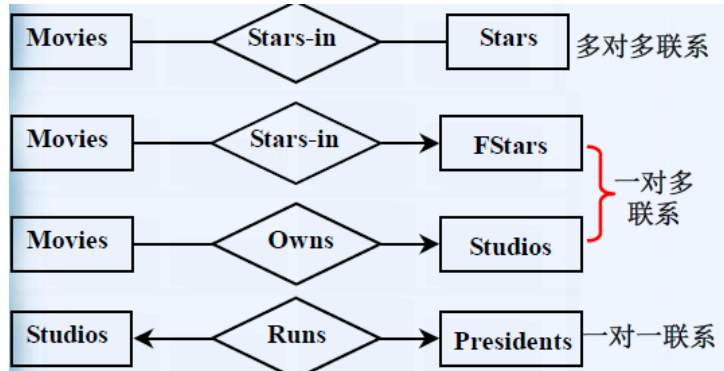 Movies Stars-in Stars 多对多联系
Movies Stars-in FStars
一对多
联系
Movies Owns Studios
Studios Runs Presidents 一对一联系